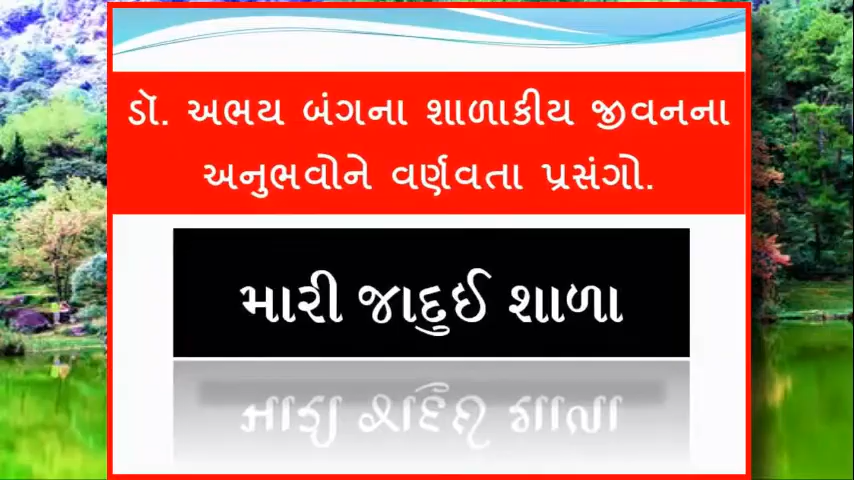 ડૉ. અભય બંગના શાળાકીય જીવનના
અનુભવોને વર્ણવતા પ્રસંગો.
મારી જાદુઈ શાળા